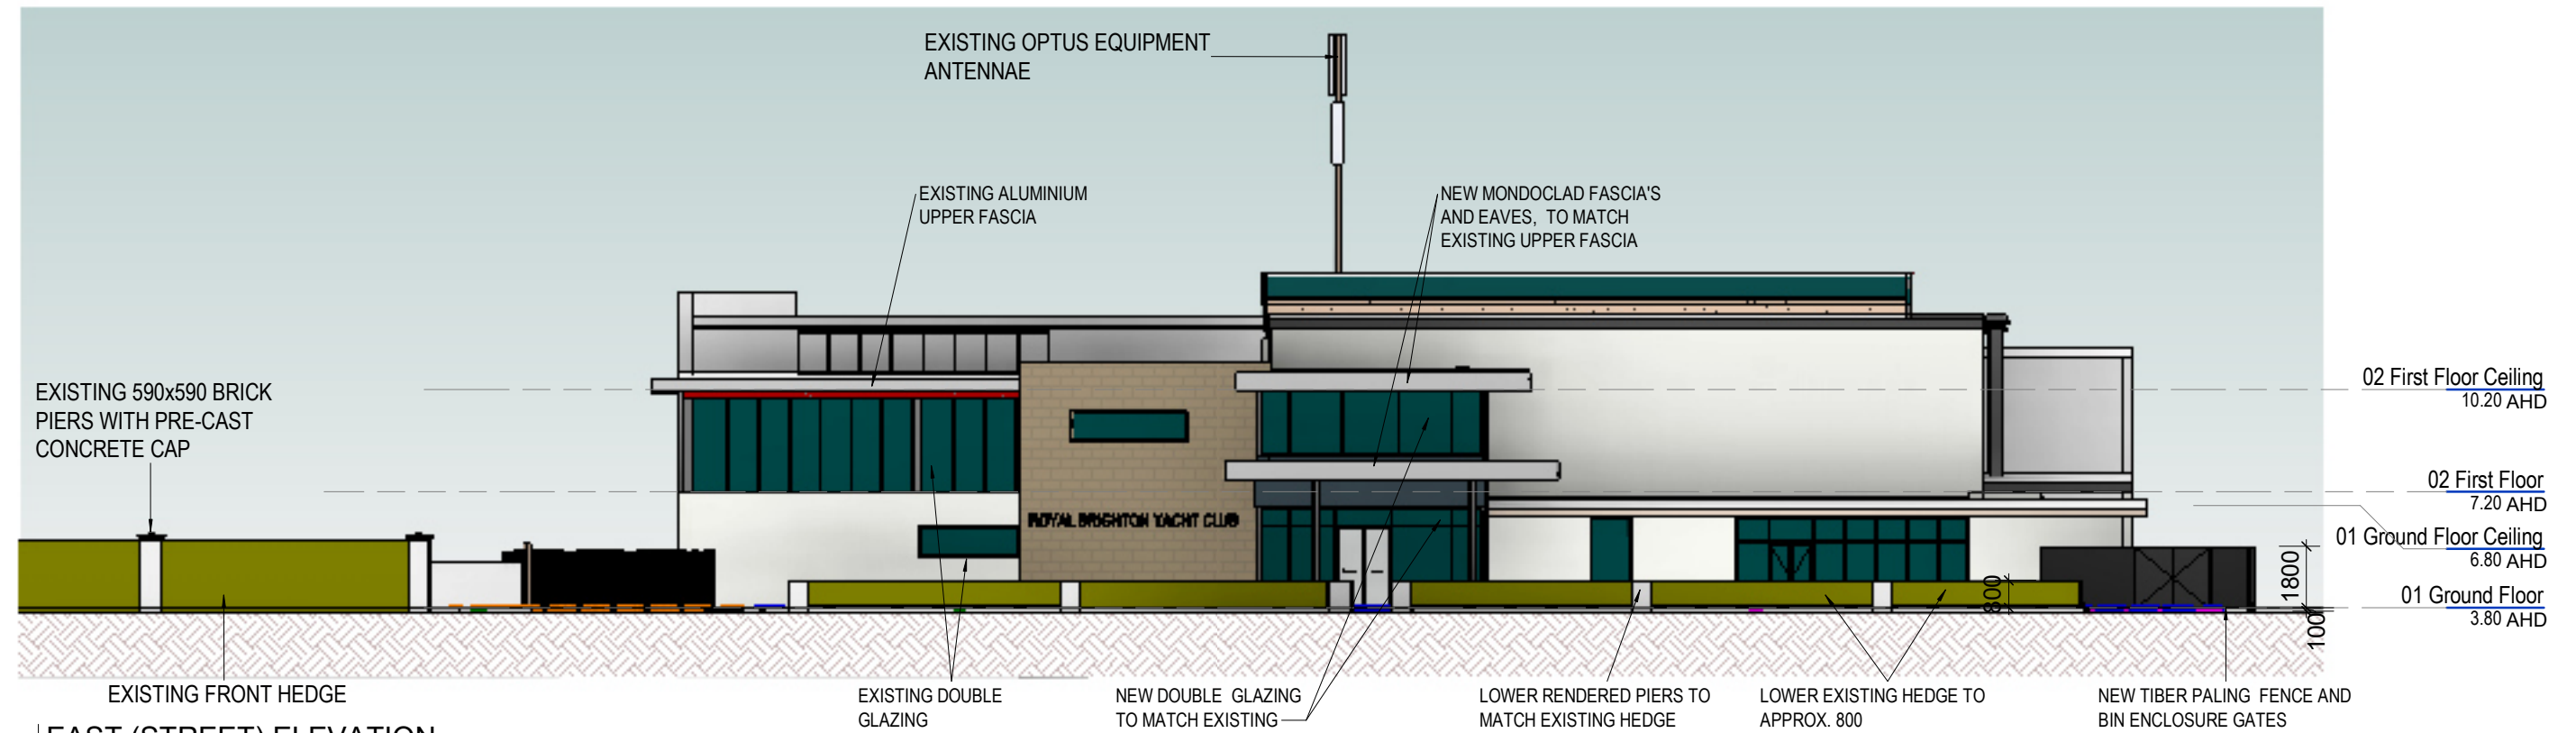 EXISTING OPTUS EQUIPMENT
ANTENNAE
EXISTING ALUMINIUM
UPPER FASCIA
NEW MONDOCLAD FASCIA'S
AND EAVES, TO MATCH
EXISTING UPPER FASCIA
EXISTING 590x590 BRICK
PIERS WITH PRE-CAST
CONCRETE CAP
02 First Floor Ceiling
10.20 AHD
02 First Floor
7.20 AHD
01 Ground Floor Ceiling
6.80 AHD
01 Ground Floor
3.80 AHD
ROYAL BRIGHTON YACHT CLUB
800
1800
100
EXISTING FRONT HEDGE
EXISTING DOUBLE
GLAZING
NEW DOUBLE GLAZING
TO MATCH EXISTING
LOWER RENDERED PIERS TO
MATCH EXISTING HEDGE
LOWER EXISTING HEDGE TO
APPROX. 800
NEW TIBER PALING FENCE AND
BIN ENCLOSURE GATES
EAST (STREET) ELEVATION